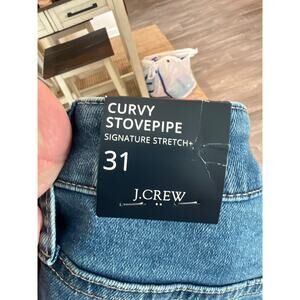 CURVY
STOVEPIPE
SIGNATURE STRETCH+
31
J.CREW